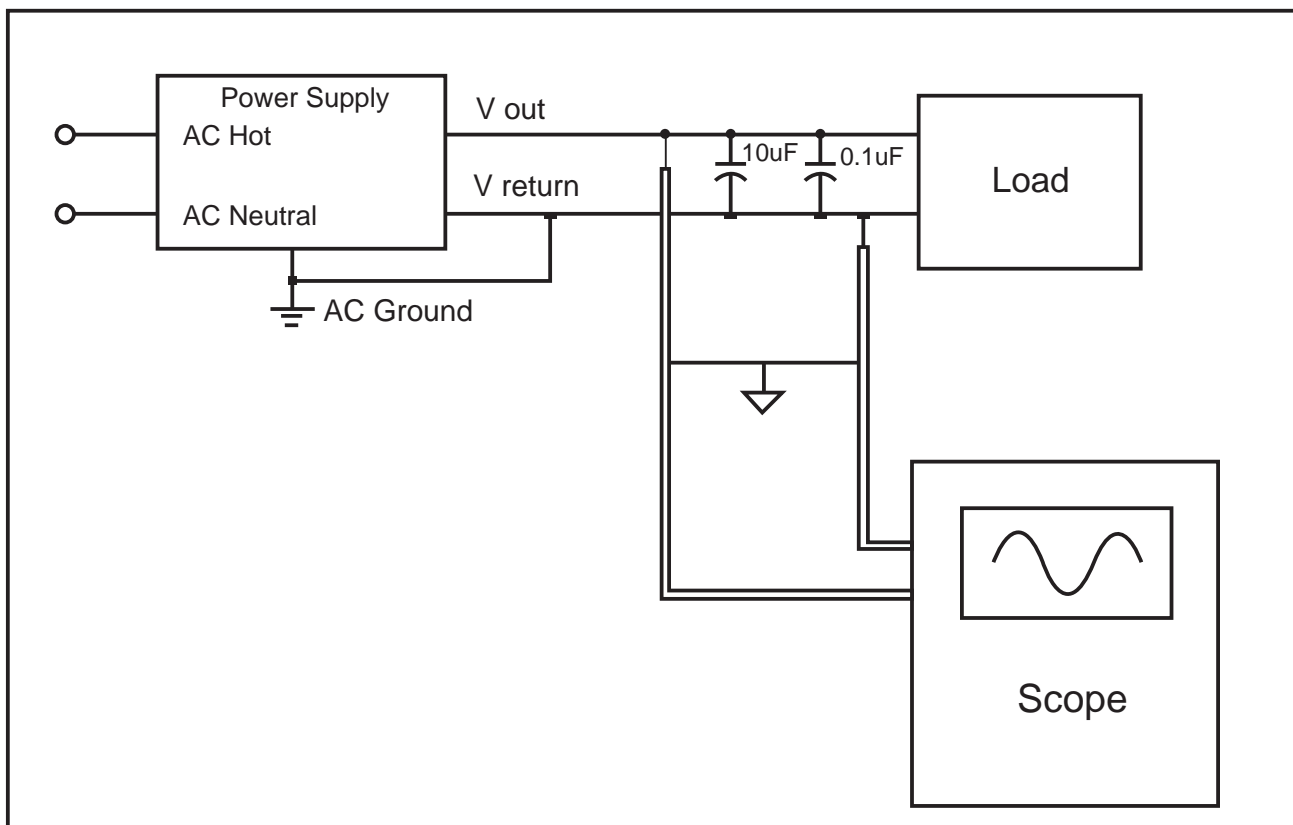 Power Supply
AC Hot
AC Neutral
V out
V return
AC Ground
10uF
0.1uF
Load
Scope